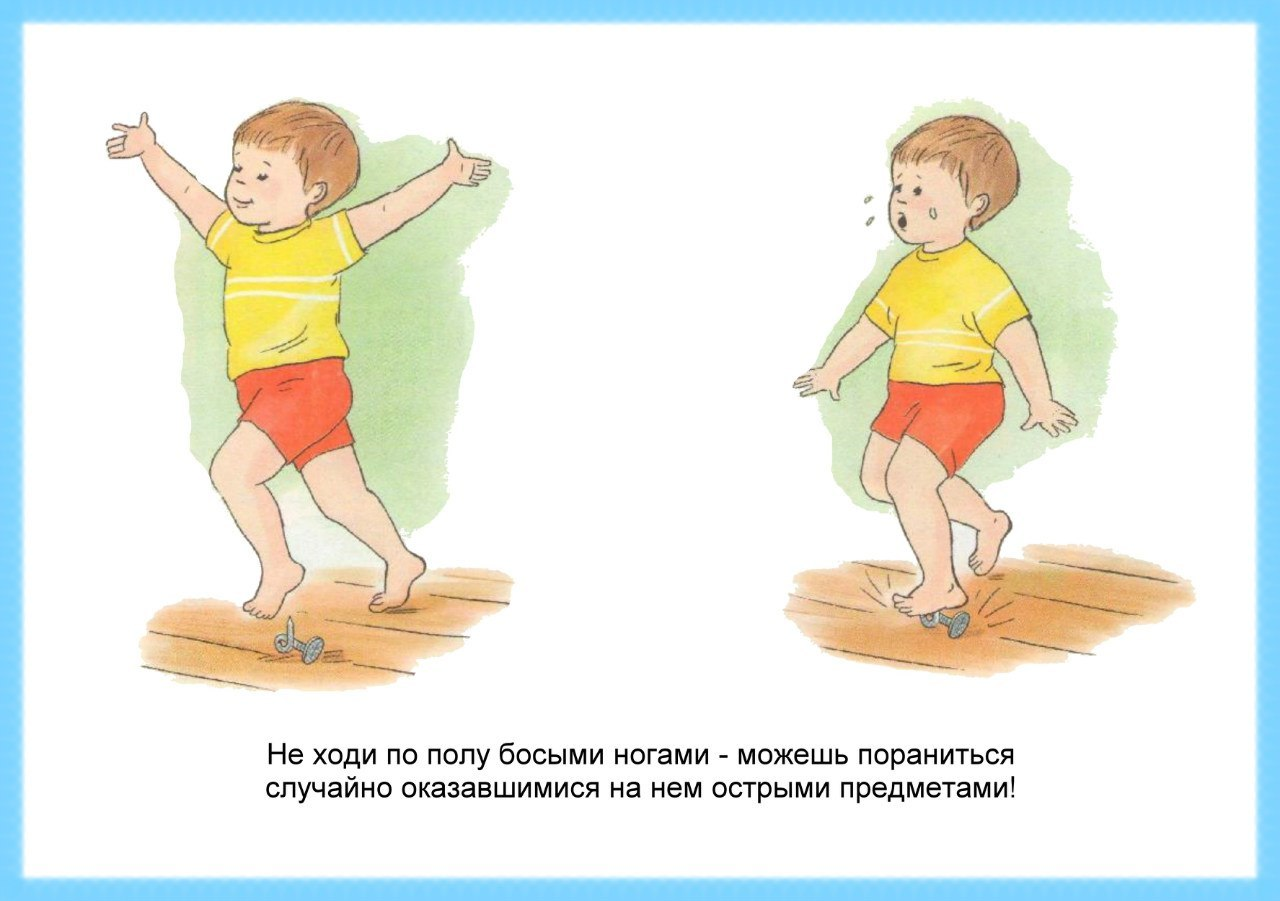 Не ходи по полу босыми ногами - можешь пораниться
случайно оказавшимися на нем острыми предметами!